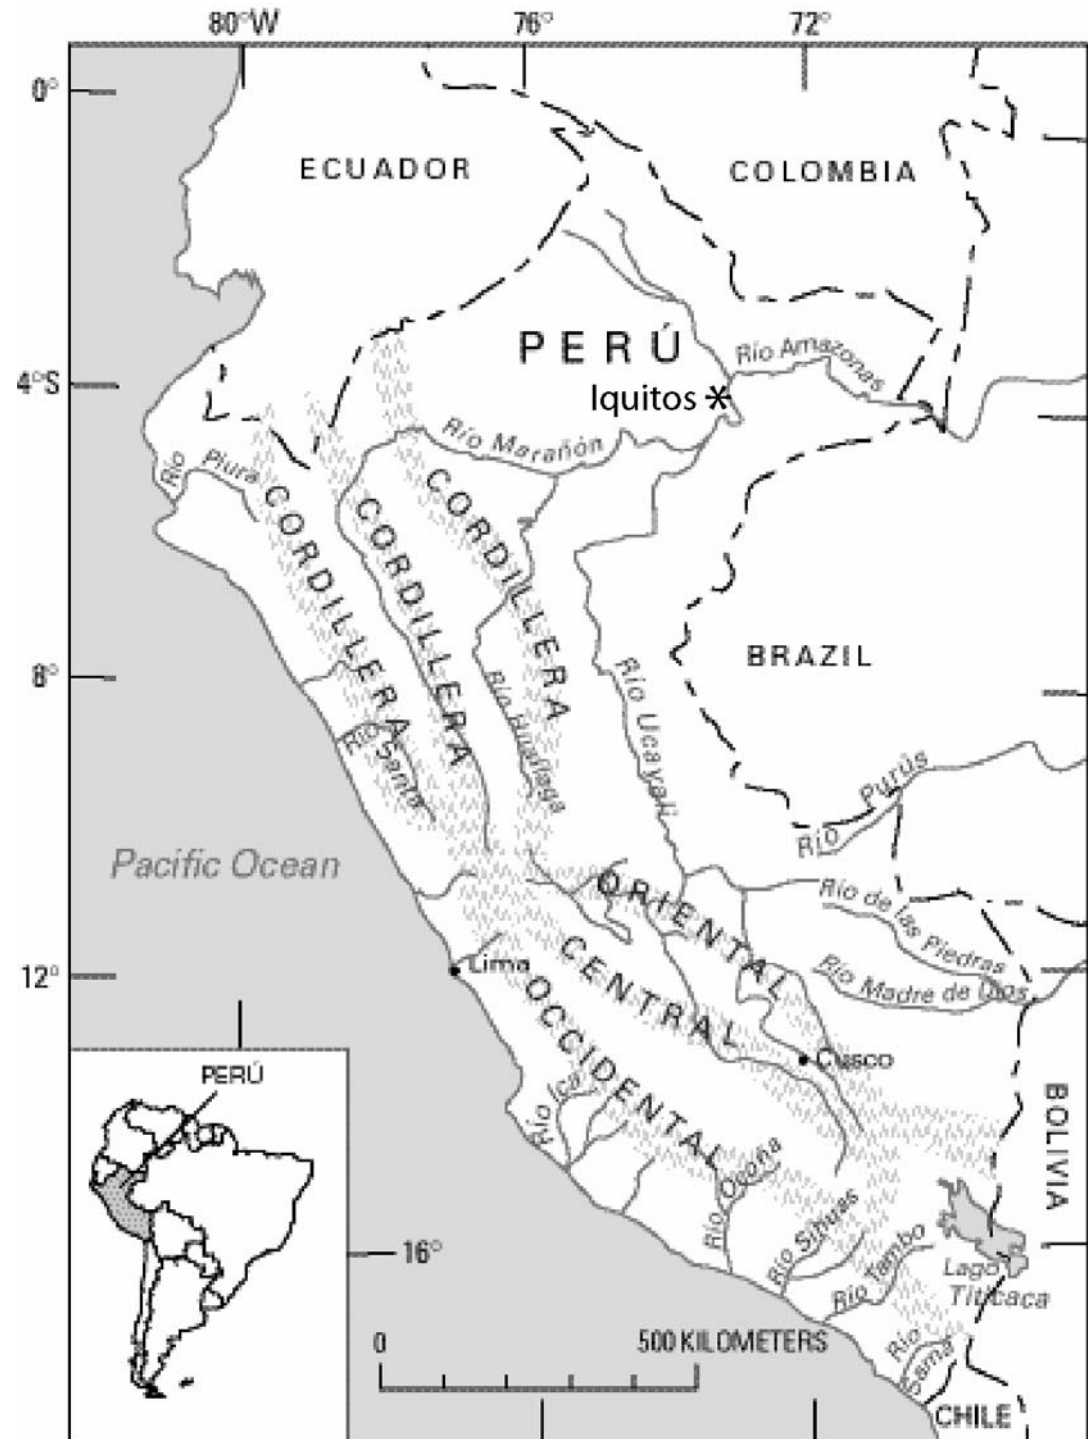 80°W 76° 72°
0°
ECUADOR
COLOMBIA
PERÚ
Río Amazonas
4°S
Iquitos *
Río Marañón
Río Piura
CORDILLERA
CORDILLERA
CORDILLERA
BRAZIL
8°
Río Huallaga
Río Ucayali
Río Santa
Río Purús
Pacific Ocean
ORIENTAL
Río de las Piedras
CENTRAL
12°
Lima
Río Madre de Dios
OCCIDENTAL
Cusco
PERÚ
Río Ica
BOLIVIA
Río Ocoña
Río Sihuas
Río Tambo
16°
Lago
Titicaca
0 500 KILOMETERS
Río Sama
CHILE